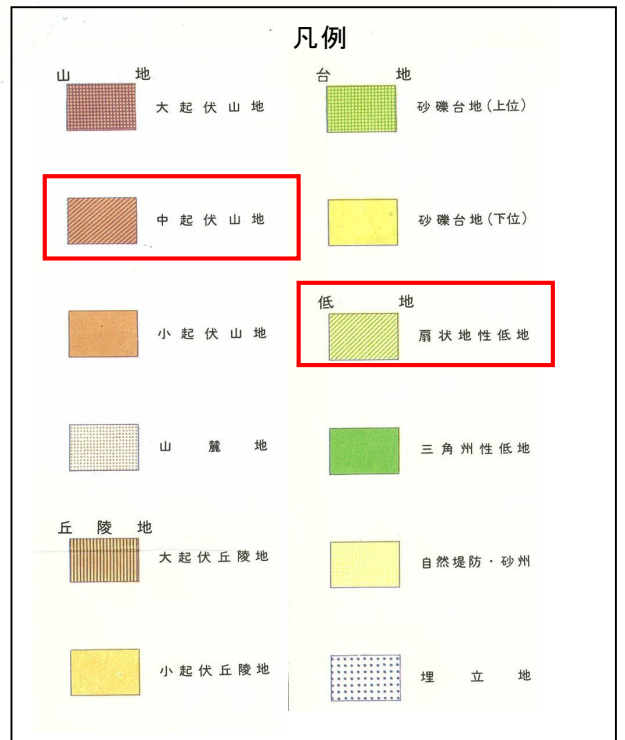 凡例
山地
大起伏山地
中起伏山地
小起伏山地
山麓地
丘陵地
大起伏丘陵地
小起伏丘陵地
台地
砂礫台地(上位)
砂礫台地(下位)
低地
扇状地性低地
三角州性低地
自然堤防・砂州
埋立地